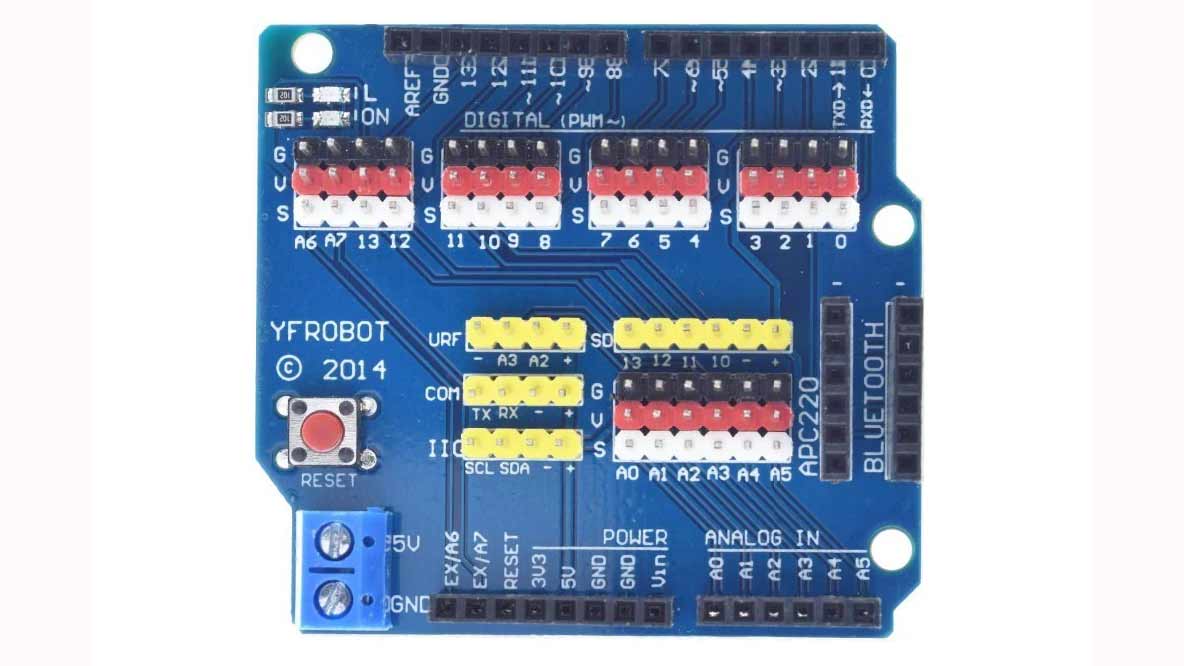 AREF GND 13 12 ~11 ~10 ~9 8 7 ~6 ~5 4 ~3 2 TXD→1 RXD←0
L
ON
DIGITAL (PWM~)
G G G G
V V V V
S S S S
A6 A7 13 12 11 10 9 8 7 6 5 4 3 2 1 0
- -
YFROBOT
© 2014
URF SD
- A3 A2 + 13 12 11 10 - +
COM G
TX RX - + V
IIC S
SCL SDA - + A0 A1 A2 A3 A4 A5
APC220
BLUETOOTH
RESET
5V
GND
POWER
EX/A6 EX/A7 RESET 3V3 5V GND GND Vin
ANALOG IN
A0 A1 A2 A3 A4 A5